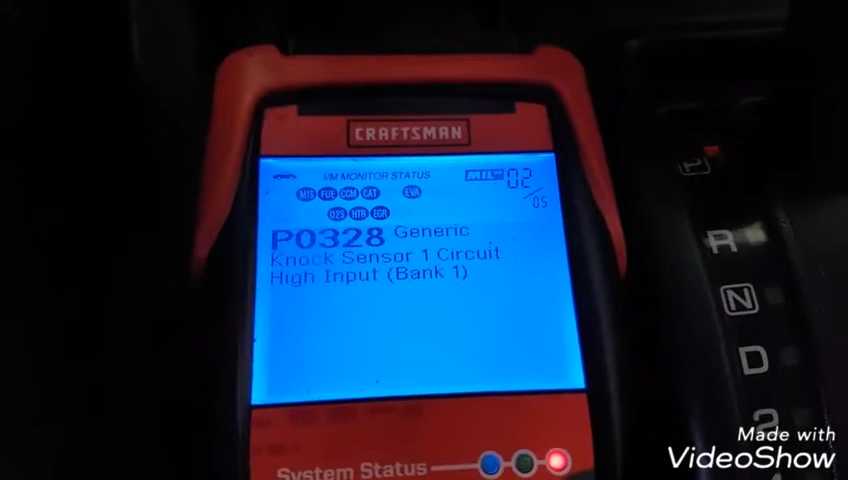 CRAFTSMAN
I/M MONITOR STATUS
MIL
02
/05
MIS FUE CCM CAT EVA
O2S HTR EGR
P0328 Generic
Knock Sensor 1 Circuit
High Input (Bank 1)
System Status
P
R
N
D
2
Made with
VideoShow